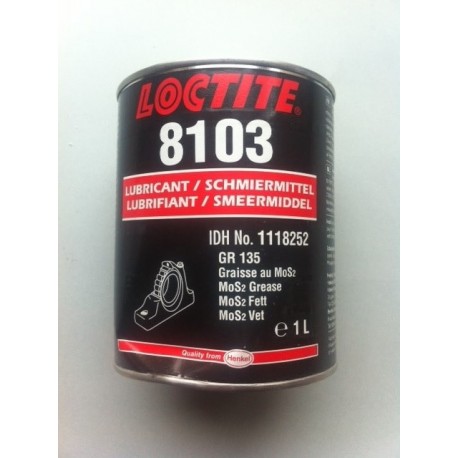 LOCTITE®
8103
LUBRICANT / SCHMIERMITTEL
LUBRIFIANT / SMEERMIDDEL
IDH No. 1118252
GR 135
Graisse au MoS2
MoS2 Grease
MoS2 Fett
MoS2 Vet
℮ 1 L
Quality from Henkel